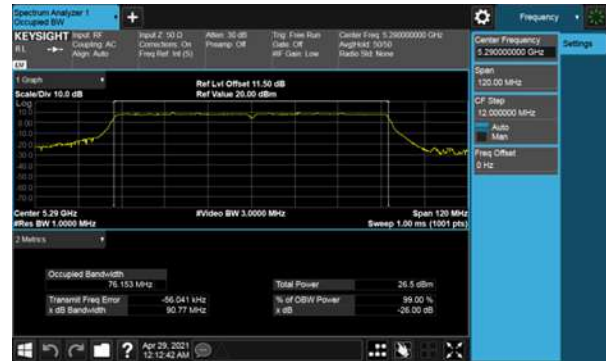 Spectrum Analyzer 1
Occupied BW
Frequency
KEYSIGHT
Input: RF
Coupling: AC
Align: Auto
Input Z: 50 Ω
Corrections: On
Freq Ref: Int (S)
Atten: 30 dB
Preamp: Off
Trig: Free Run
Gate: Off
#IF Gain: Low
Center Freq: 5.290000000 GHz
Avg|Hold: 50/50
Radio Std: None
Center Frequency
5.290000000 GHz
Settings
Span
120.00 MHz
CF Step
12.000000 MHz
Auto
Man
Freq Offset
0 Hz
1 Graph
Scale/Div 10.0 dB
Ref Lvl Offset 11.50 dB
Ref Value 20.00 dBm
Log
10.0
0.00
Center 5.29 GHz
#Res BW 1.0000 MHz
#Video BW 3.0000 MHz
Span 120 MHz
Sweep 1.00 ms (1001 pts)
2 Metrics
Occupied Bandwidth
76.153 MHz
Total Power
26.5 dBm
Transmit Freq Error
-56.041 kHz
% of OBW Power
99.00 %
x dB Bandwidth
90.77 MHz
x dB
-26.00 dB
?
Apr 29, 2021
12:12:42 AM